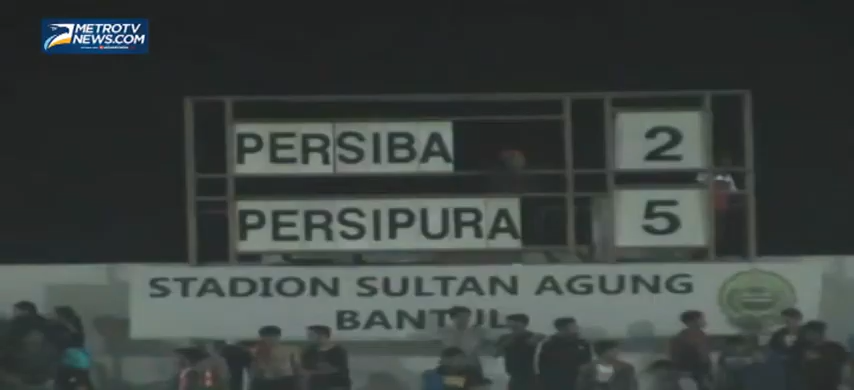 METROTV
NEWS.COM
PERSIBA 2
PERSIPURA 5
STADION SULTAN AGUNG
BANTUL